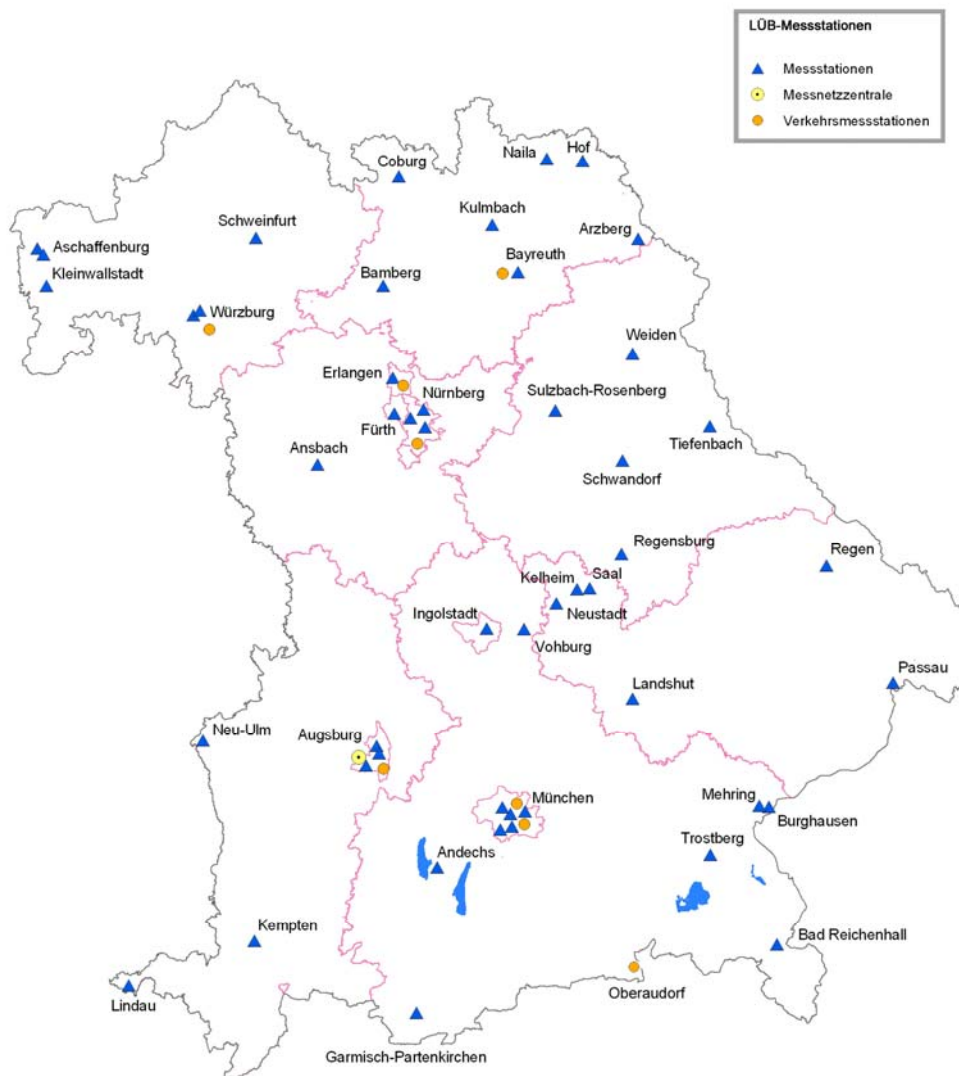 LÜB-Messstationen
Messstationen
Messnetzzentrale
Verkehrsmessstationen
Naila
Hof
Coburg
Kulmbach
Schweinfurt
Arzberg
Aschaffenburg
Bayreuth
Kleinwallstadt
Bamberg
Würzburg
Weiden
Erlangen
Nürnberg
Sulzbach-Rosenberg
Fürth
Tiefenbach
Ansbach
Schwandorf
Regensburg
Regen
Kelheim
Saal
Neustadt
Ingolstadt
Vohburg
Passau
Landshut
Neu-Ulm
Augsburg
Mehring
München
Burghausen
Trostberg
Andechs
Kempten
Bad Reichenhall
Oberaudorf
Lindau
Garmisch-Partenkirchen